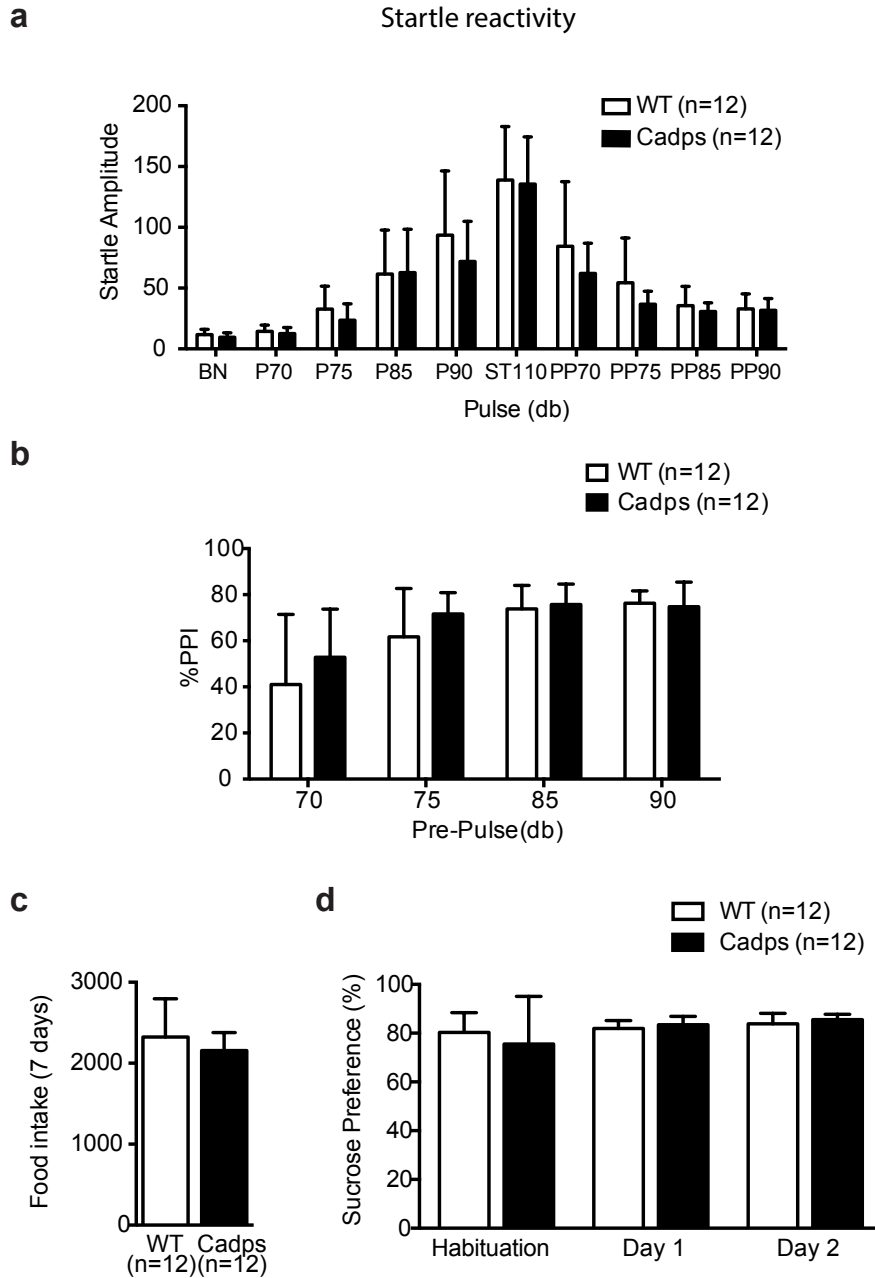 a
Startle reactivity
WT (n=12)
Cadps (n=12)
Startle Amplitude
200
150
100
50
0
BN P70 P75 P85 P90 ST110 PP70 PP75 PP85 PP90
Pulse (db)
b
WT (n=12)
Cadps (n=12)
%PPI
100
80
60
40
20
0
70 75 85 90
Pre-Pulse(db)
c
Food intake (7 days)
3000
2000
1000
0
WT Cadps
(n=12) (n=12)
d
WT (n=12)
Cadps (n=12)
Sucrose Preference (%)
100
80
60
40
20
0
Habituation Day 1 Day 2